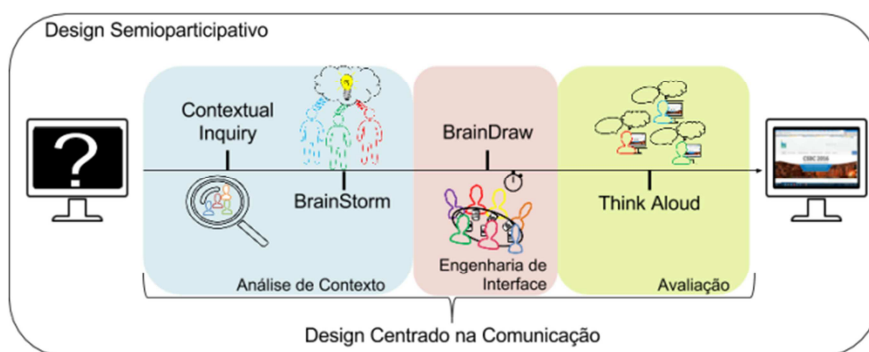 Design Semioparticipativo
Contextual
Inquiry
BrainDraw
?
BrainStorm
Think Aloud
Análise de Contexto
Engenharia de
Interface
Avaliação
Design Centrado na Comunicação